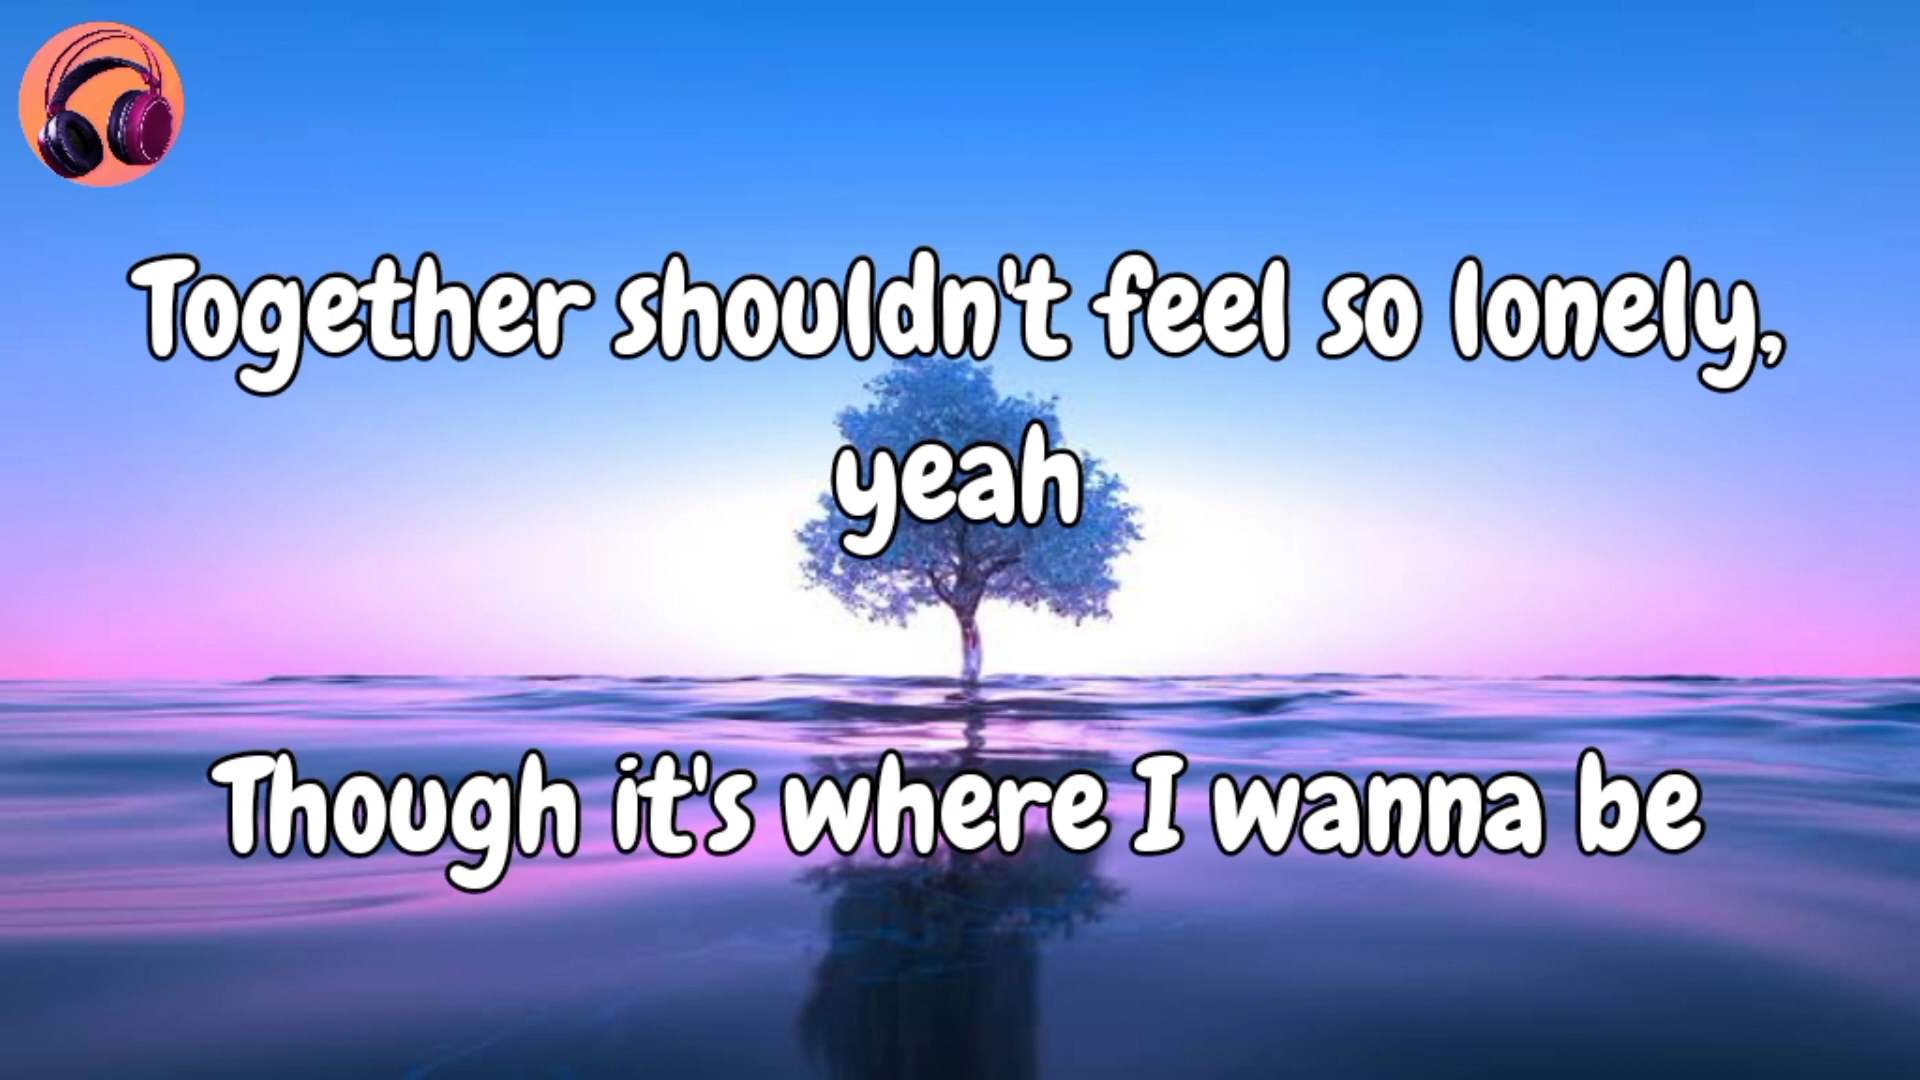 Together shouldn't feel so lonely,
yeah
Though it's where I wanna be